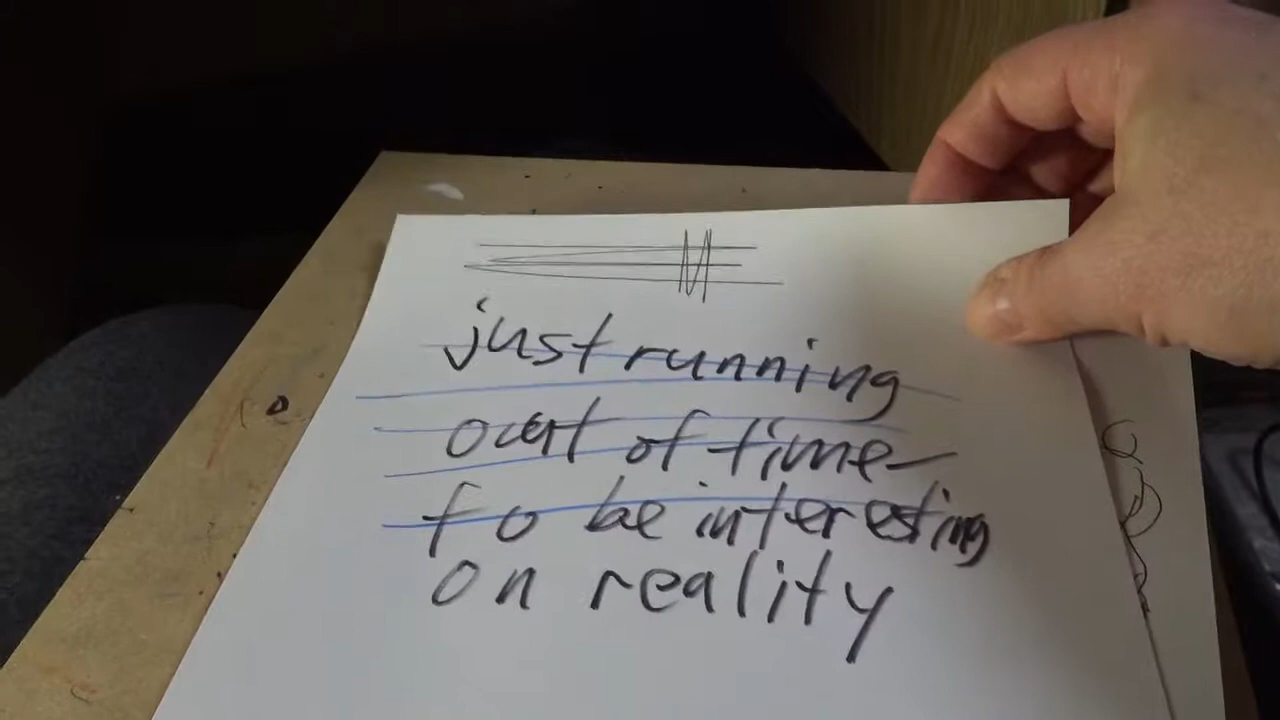 just running
out of time
to be interesting
on reality